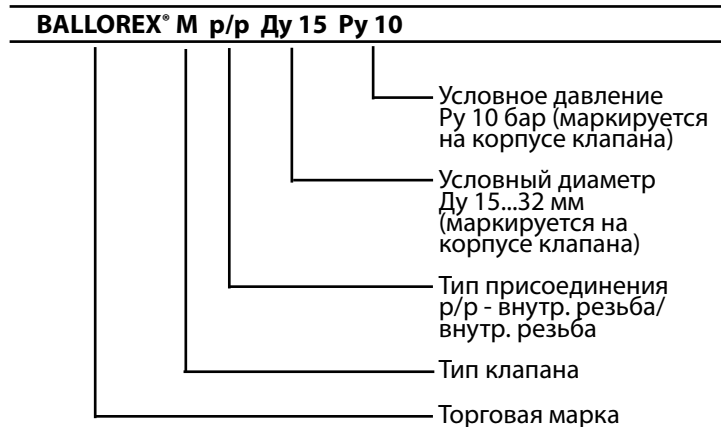 BALLOREX® M р/р Ду 15 Ру 10
Условное давление
Ру 10 бар (маркируется
на корпусе клапана)
Условный диаметр
Ду 15...32 мм
(маркируется на
корпусе клапана)
Тип присоединения
р/р - внутр. резьба/
внутр. резьба
Тип клапана
Торговая марка